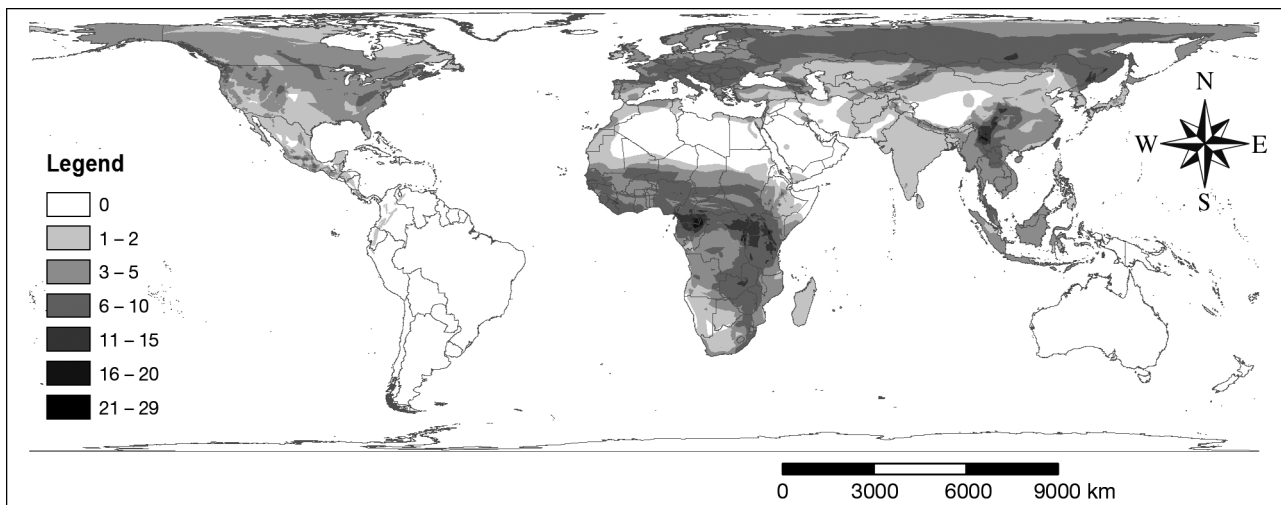 N
W E
S
Legend
0
1 – 2
3 – 5
6 – 10
11 – 15
16 – 20
21 – 29
0 3000 6000 9000 km